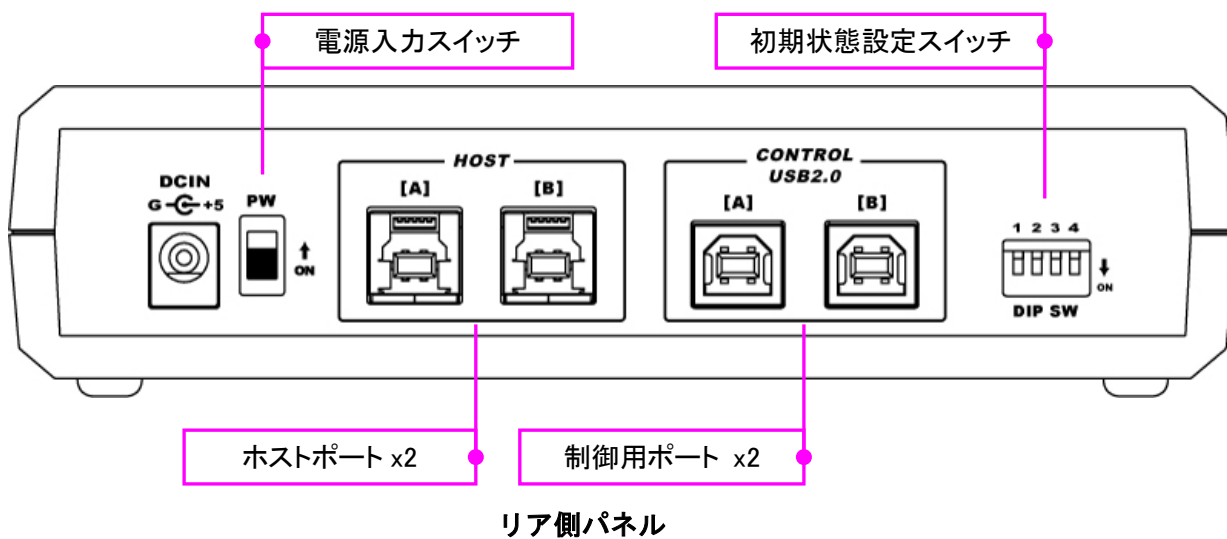 電源入力スイッチ
初期状態設定スイッチ
HOST
CONTROL
USB2.0
DCIN
G +5
PW
[A]
[B]
[A]
[B]
ON
1 2 3 4
ON
DIP SW
ホストポート x2
制御用ポート x2
リア側パネル